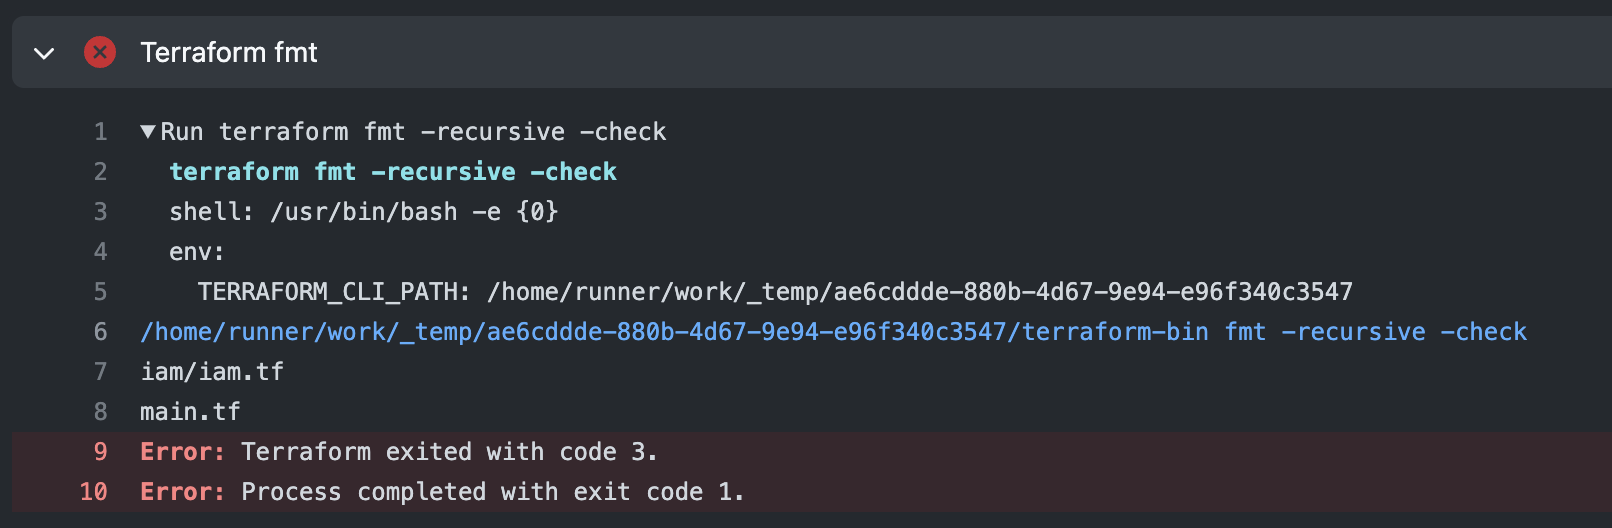 Terraform fmt
1 ▼Run terraform fmt -recursive -check
2 terraform fmt -recursive -check
3 shell: /usr/bin/bash -e {0}
4 env:
5 TERRAFORM_CLI_PATH: /home/runner/work/_temp/ae6cddde-880b-4d67-9e94-e96f340c3547
6 /home/runner/work/_temp/ae6cddde-880b-4d67-9e94-e96f340c3547/terraform-bin fmt -recursive -check
7 iam/iam.tf
8 main.tf
9 Error: Terraform exited with code 3.
10 Error: Process completed with exit code 1.